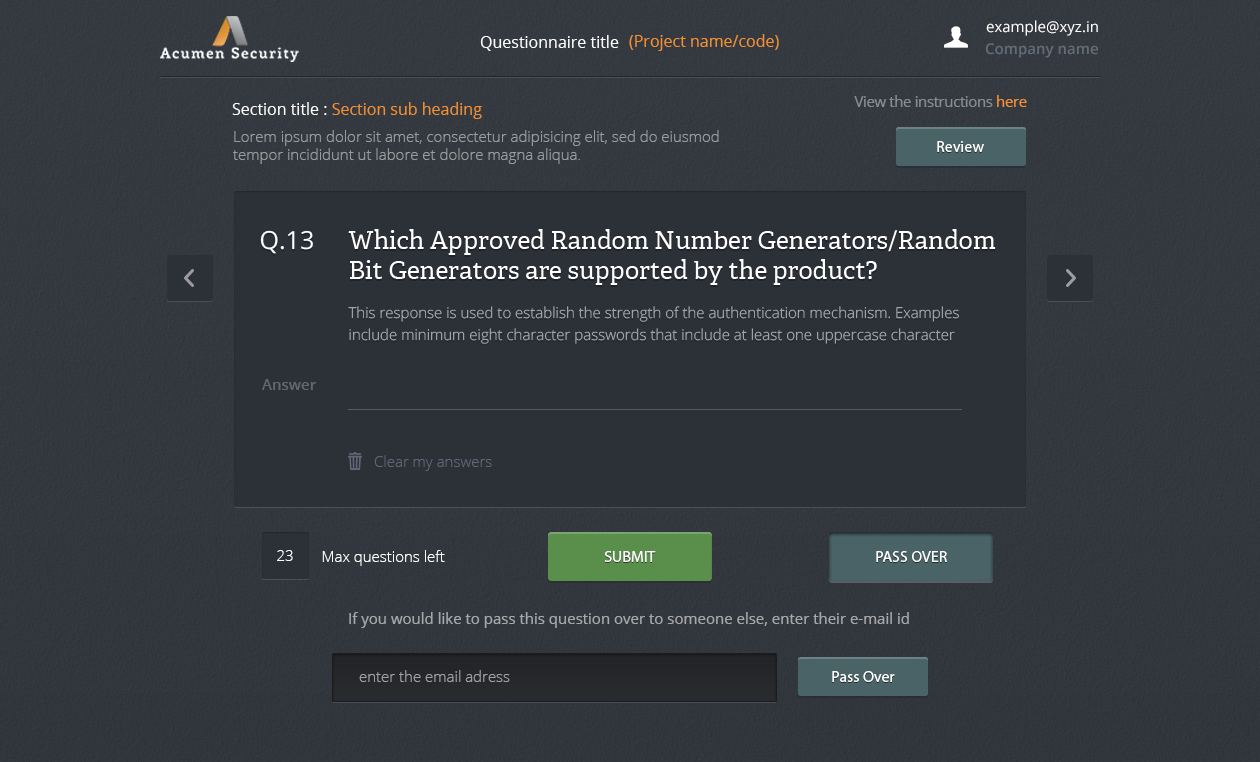 Acumen Security
Questionnaire title (Project name/code)
example@xyz.in
Company name
Section title : Section sub heading
Lorem ipsum dolor sit amet, consectetur adipisicing elit, sed do eiusmod
tempor incididunt ut labore et dolore magna aliqua.
View the instructions here
Review
Q.13
Which Approved Random Number Generators/Random
Bit Generators are supported by the product?
This response is used to establish the strength of the authentication mechanism. Examples
include minimum eight character passwords that include at least one uppercase character
Answer
Clear my answers
23 Max questions left
SUBMIT
PASS OVER
If you would like to pass this question over to someone else, enter their e-mail id
enter the email adress
Pass Over